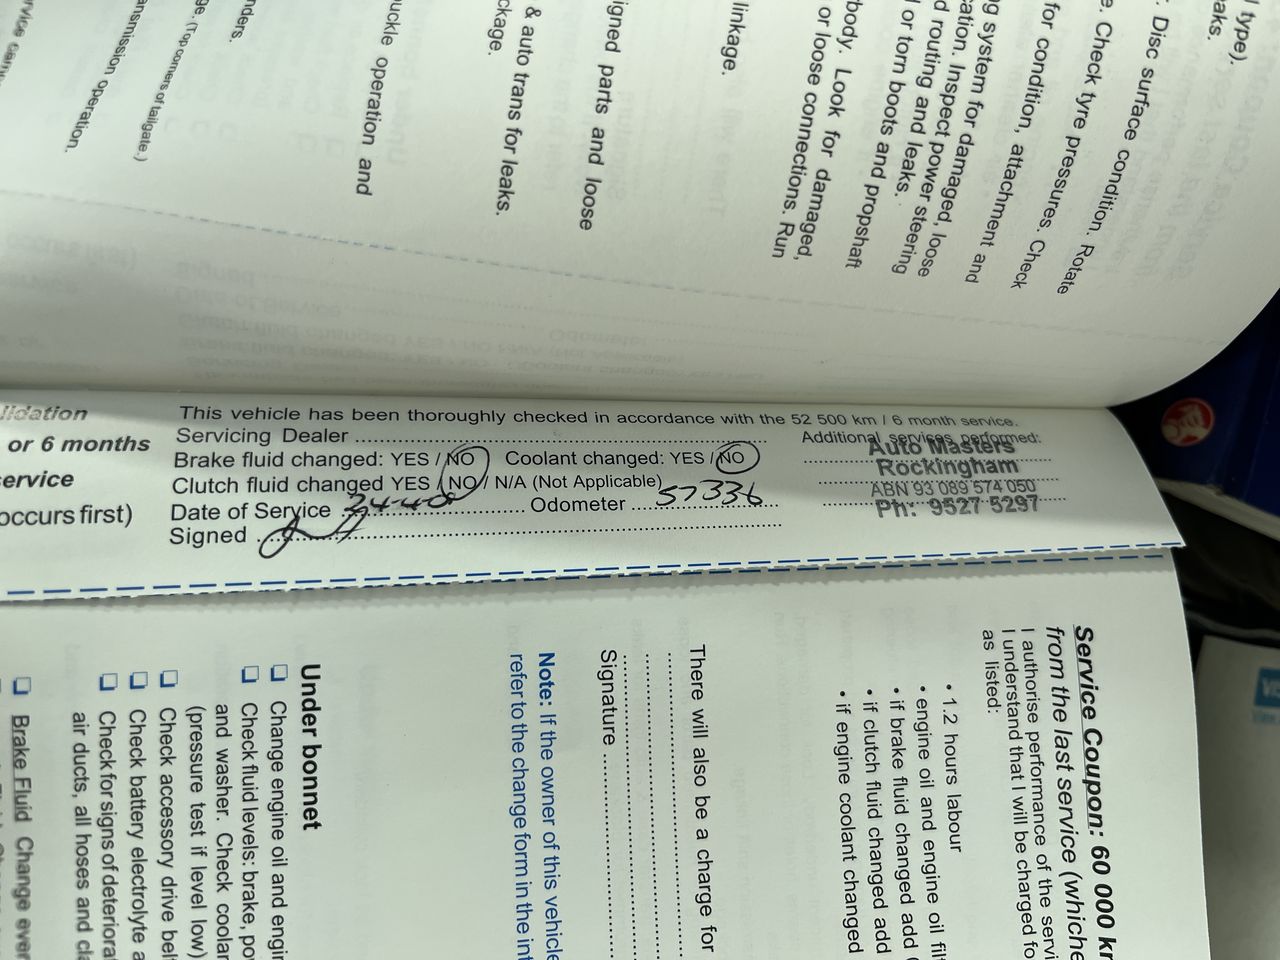 l type).
aks.
. Disc surface condition. Rotate
e. Check tyre pressures. Check
for condition, attachment and
ng system for damaged, loose
cation. Inspect power steering
d routing and leaks.
l or torn boots and propshaft
body. Look for damaged,
or loose connections. Run
linkage.
igned parts and loose
& auto trans for leaks.
ckage.
uckle operation and
nders.
ge. (Top corners of tailgate.)
ansmission operation.
lidation
or 6 months
service
occurs first)
This vehicle has been thoroughly checked in accordance with the 52 500 km / 6 month service.
Servicing Dealer
Additional services performed:
Brake fluid changed: YES / NO Coolant changed: YES / NO
Clutch fluid changed YES / NO / N/A (Not Applicable)
Date of Service Odometer 57336
Signed
Auto Masters
Rockingham
ABN 93 089 574 050
Ph: 9527 5297
Service Coupon: 60 000 k
from the last service (whiche
I authorise performance of the servi
I understand that I will be charged fo
as listed:
• 1.2 hours labour
• engine oil and engine oil filt
• if brake fluid changed add
• if clutch fluid changed add
• if engine coolant changed
There will also be a charge for
Signature
Note: If the owner of this vehicle
refer to the change form in the int
Under bonnet
❑ Change engine oil and engin
❑ Check fluid levels: brake, po
and washer. Check coolan
(pressure test if level low)
❑ Check accessory drive belt
❑ Check battery electrolyte a
❑ Check for signs of deteriorat
air ducts, all hoses and cla
❑ Brake Fluid Change ever